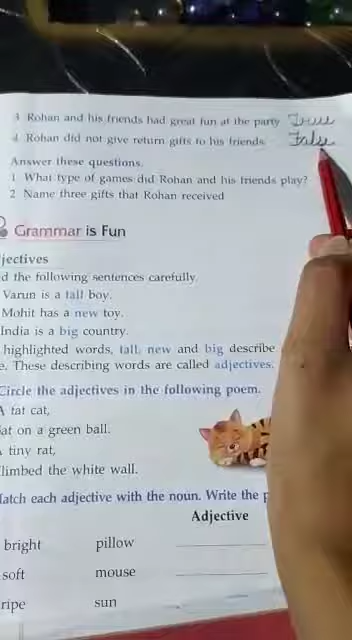 3 Rohan and his friends had great fun at the party True
4 Rohan did not give return gifts to his friends. False
Answer these questions.
1 What type of games did Rohan and his friends play?
2 Name three gifts that Rohan received
Grammar is Fun
jectives
d the following sentences carefully.
Varun is a tall boy.
Mohit has a new toy.
India is a big country.
highlighted words, tall, new and big describe
e. These describing words are called adjectives.
Circle the adjectives in the following poem.
A fat cat,
at on a green ball.
tiny rat,
limbed the white wall.
atch each adjective with the noun. Write the p
Adjective
bright pillow
soft mouse
ripe sun